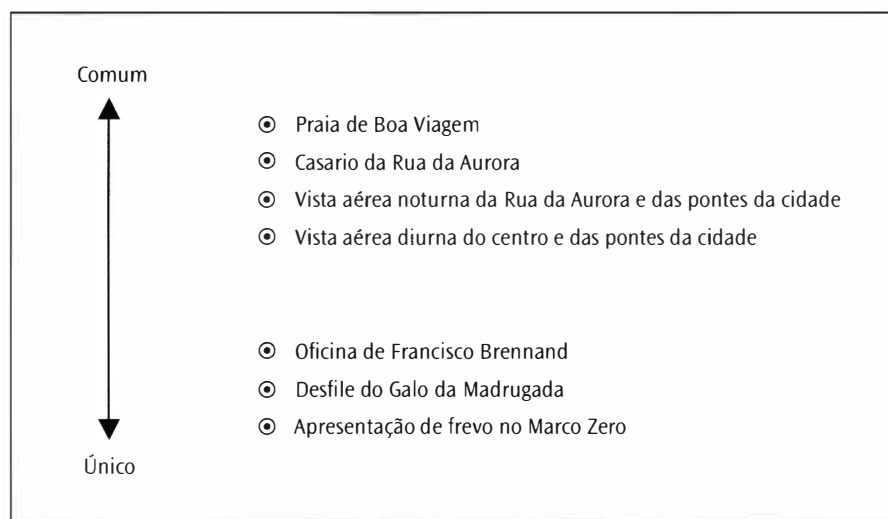 Comum
Praia de Boa Viagem
Casario da Rua da Aurora
Vista aérea noturna da Rua da Aurora e das pontes da cidade
Vista aérea diurna do centro e das pontes da cidade
Oficina de Francisco Brennand
Desfile do Galo da Madrugada
Apresentação de frevo no Marco Zero
Único